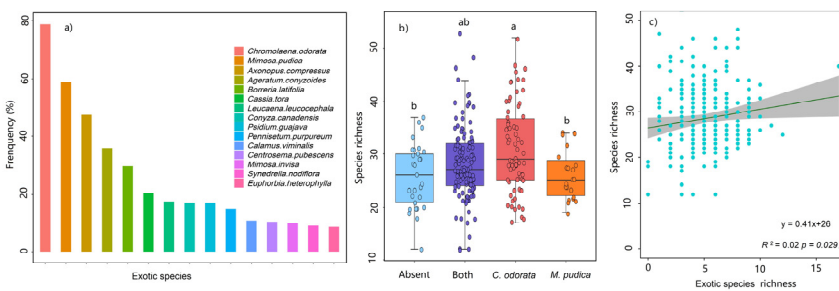 a)
Frenquency (%)
80
60
40
20
0
Chromolaena.odorata
Mimosa.pudica
Axonopus.compressus
Ageratum.conyzoides
Borreria.latifolia
Cassia.tora
Leucaena.leucocephala
Conyza.canadensis
Psidium.guajava
Pennisetum.purpureum
Calamus.viminalis
Centrosema.pubescens
Mimosa.invisa
Synedrella.nodiflora
Euphorbia.heterophylla
Exotic species
b)
Species richness
50
40
30
20
10
b
ab
a
b
Absent
Both
C. odorata
M. pudica
c)
Species richness
50
40
30
20
10
0
y = 0.41x+26
R² = 0.02 p = 0.029
0
5
10
15
Exotic species richness